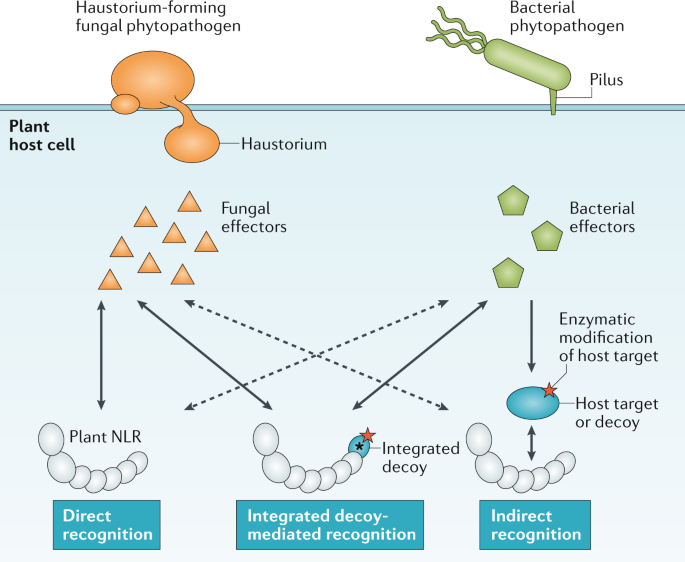 Haustorium-forming
fungal phytopathogen
Bacterial
phytopathogen
Pilus
Plant
host cell
Haustorium
Fungal
effectors
Bacterial
effectors
Enzymatic
modification
of host target
Host target
or decoy
Plant NLR
*
Integrated
decoy
Direct
recognition
Integrated decoy-
mediated recognition
Indirect
recognition